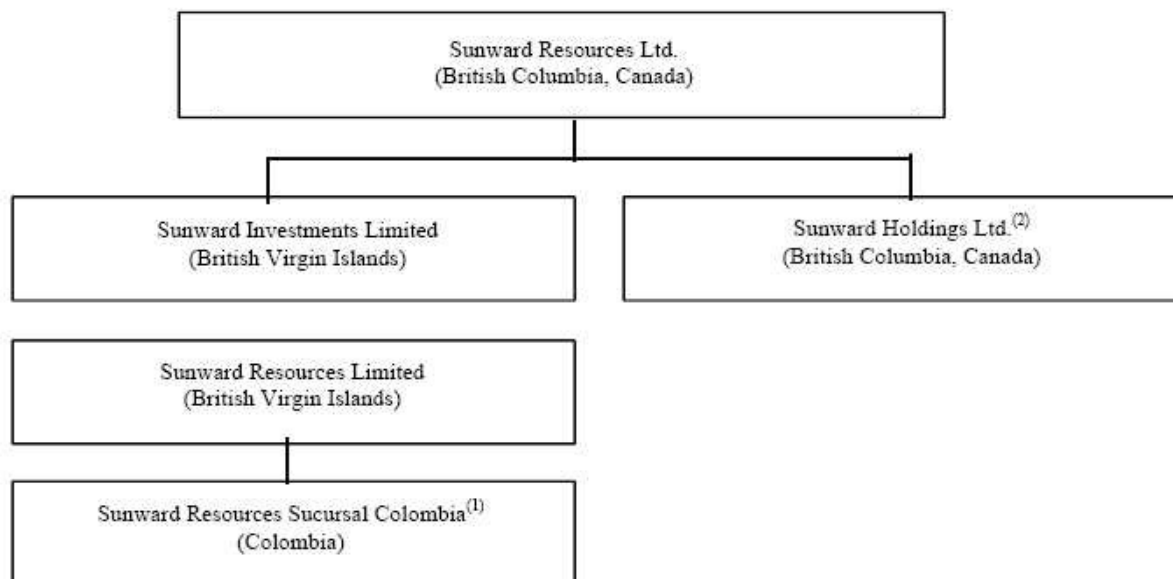 Sunward Resources Ltd.
(British Columbia, Canada)
Sunward Investments Limited
(British Virgin Islands)
Sunward Holdings Ltd.(2)
(British Columbia, Canada)
Sunward Resources Limited
(British Virgin Islands)
Sunward Resources Sucursal Colombia(1)
(Colombia)